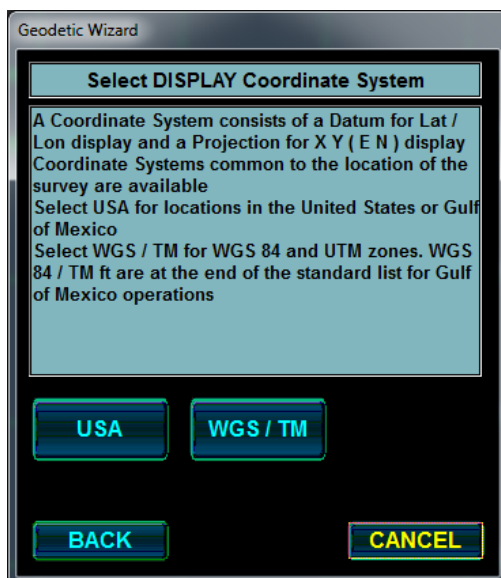 Geodetic Wizard
Select DISPLAY Coordinate System
A Coordinate System consists of a Datum for Lat /
Lon display and a Projection for X Y ( E N ) display
Coordinate Systems common to the location of the
survey are available
Select USA for locations in the United States or Gulf
of Mexico
Select WGS / TM for WGS 84 and UTM zones. WGS
84 / TM ft are at the end of the standard list for Gulf
of Mexico operations
USA WGS / TM
BACK CANCEL